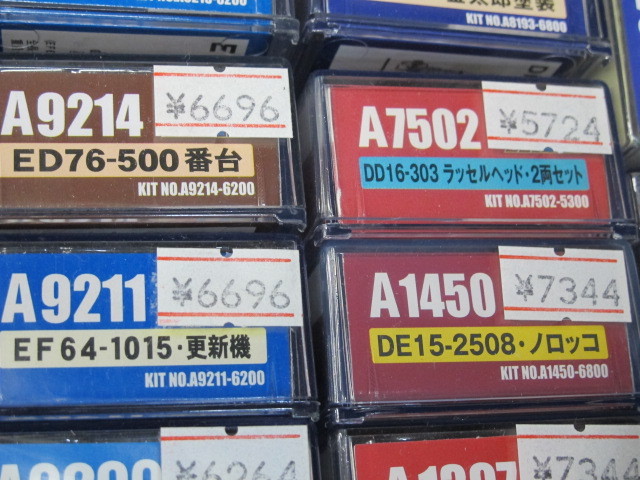 KIT NO.A8193-6800
A9214
¥6696
ED76-500番台
KIT NO.A9214-6200
A7502
¥5724
DD16-303 ラッセルヘッド・2両セット
KIT NO.A7502-5300
A9211
¥6696
EF64-1015・更新機
KIT NO.A9211-6200
A1450
¥7344
DE15-2508・ノロッコ
KIT NO.A1450-6800
¥6264
¥7344